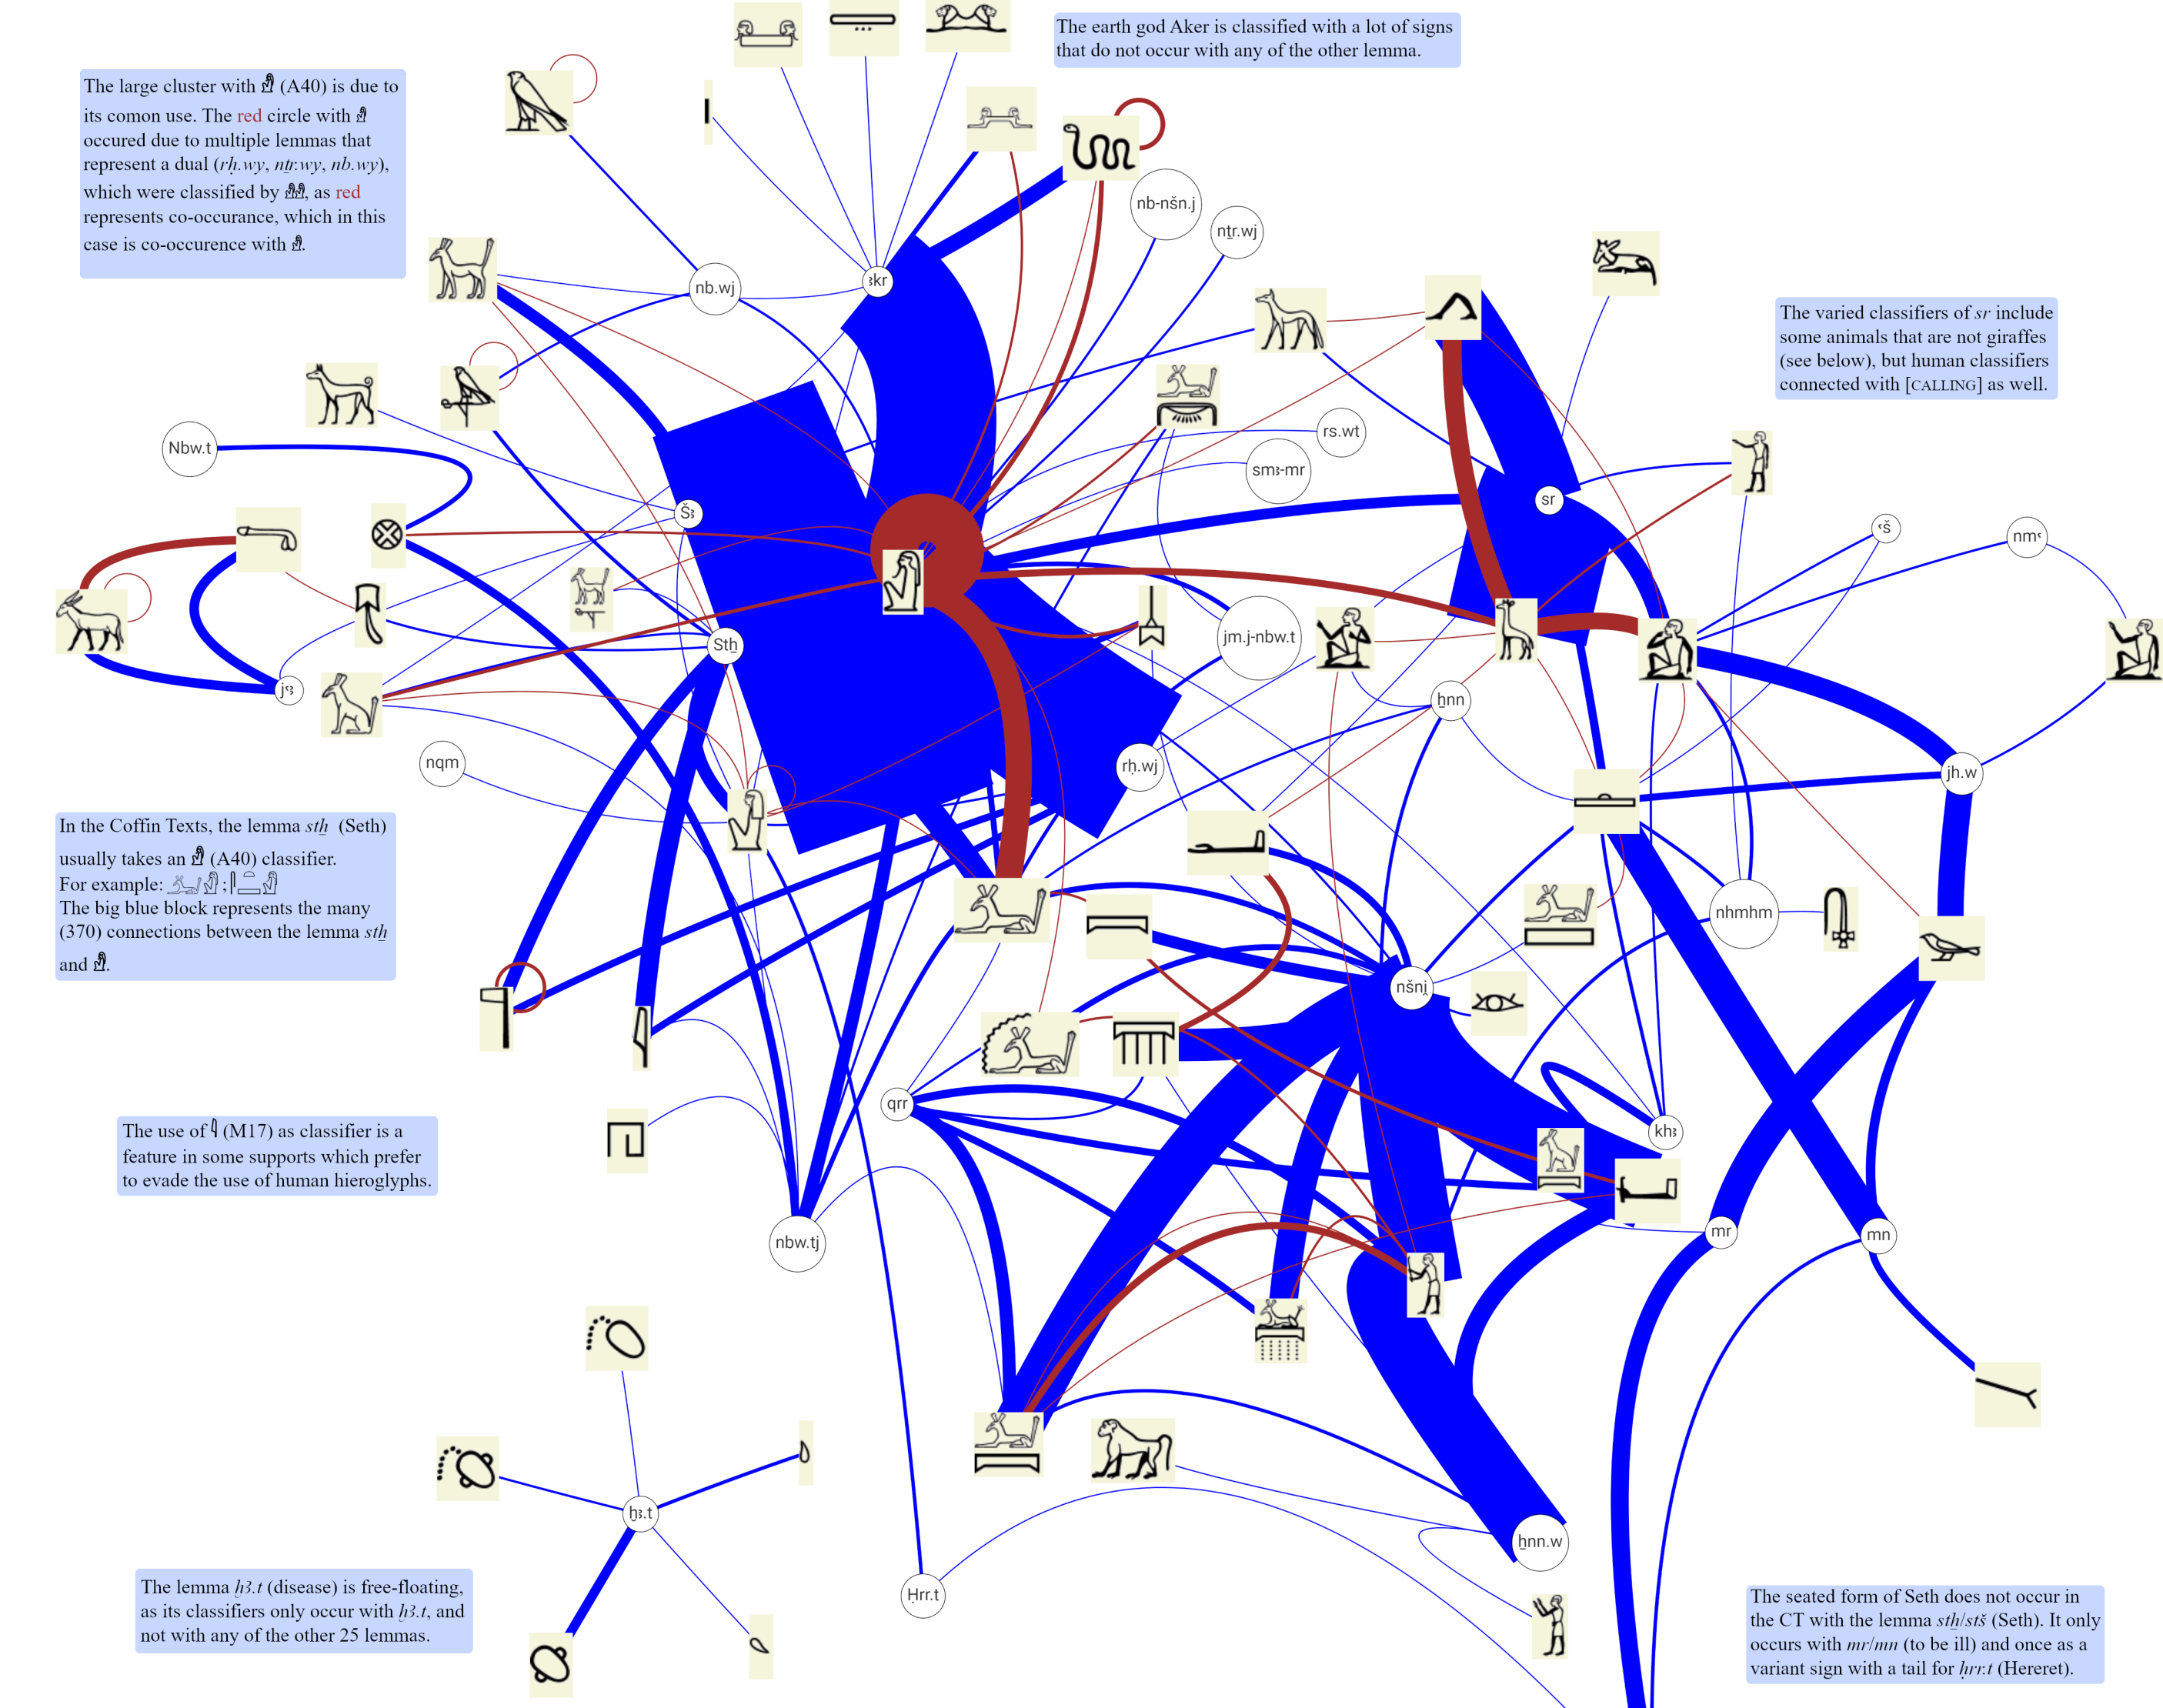 The earth god Aker is classified with a lot of signs
that do not occur with any of the other lemma.
The large cluster with (A40) is due to
its comon use. The red circle with
occured due to multiple lemmas that
represent a dual (rḥ.wy, nṯr.wy, nb.wy),
which were classified by , as red
represents co-occurance, which in this
case is co-occurence with .
nb-nšn.j
nṯr.wj
nb.wj
ꜣkr
The varied classifiers of sr include
some animals that are not giraffes
(see below), but human classifiers
connected with [CALLING] as well.
Nbw.t
rs.wt
smꜣ-mr
sr
Šꜣ
ꜥš
nmꜥ
Stẖ
jm.j-nbw.t
jꜥꜣ
ẖnn
nqm
rḥ.wj
jh.w
In the Coffin Texts, the lemma stẖ (Seth)
usually takes an (A40) classifier.
For example: ;
The big blue block represents the many
(370) connections between the lemma stẖ
and .
nhmhm
nšnj̱
qrr
khꜣ
The use of (M17) as classifier is a
feature in some supports which prefer
to evade the use of human hieroglyphs.
mr
mn
nbw.tj
ẖꜣ.t
ẖnn.w
Ḥrr.t
The lemma ẖꜣ.t (disease) is free-floating,
as its classifiers only occur with ẖꜣ.t, and
not with any of the other 25 lemmas.
The seated form of Seth does not occur in
the CT with the lemma stẖ/stš (Seth). It only
occurs with mr/mn (to be ill) and once as a
variant sign with a tail for ḥrr.t (Hereret).